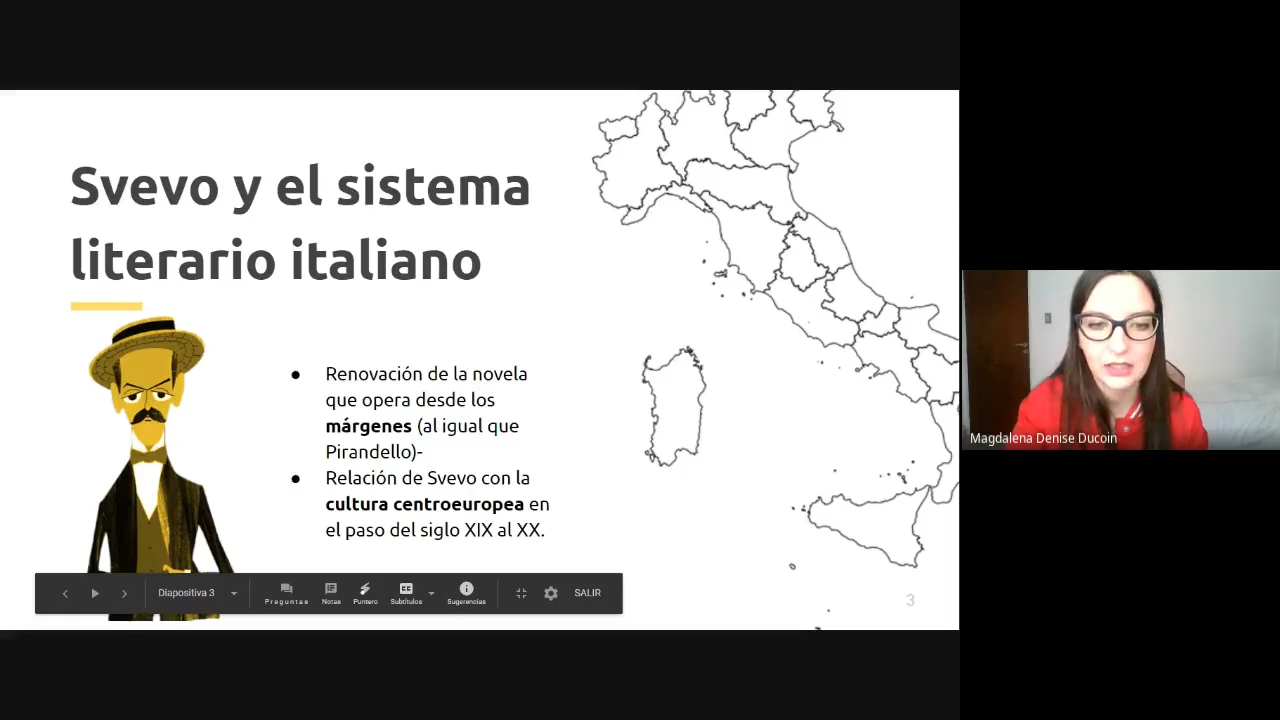 Svevo y el sistema
literario italiano
● Renovación de la novela
que opera desde los
márgenes (al igual que
Pirandello)-
● Relación de Svevo con la
cultura centroeuropea en
el paso del siglo XIX al XX.
Diapositiva 3
Preguntas
Notas
Puntero
Subtítulos
Sugerencias
SALIR
3
Magdalena Denise Ducoin